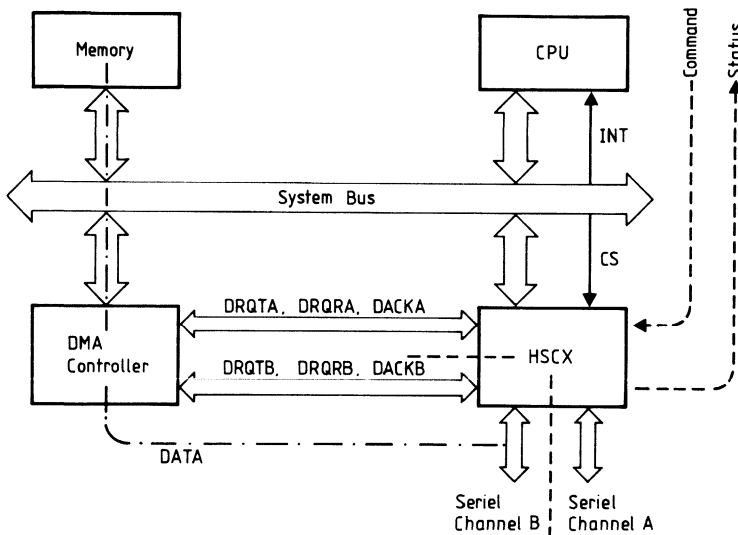 Memory
CPU
Command
Status
INT
System Bus
CS
DRQTA, DRQRA, DACKA
DMA
Controller
DRQTB, DRQRB, DACKB
HSCX
DATA
Seriel
Channel B
Seriel
Channel A